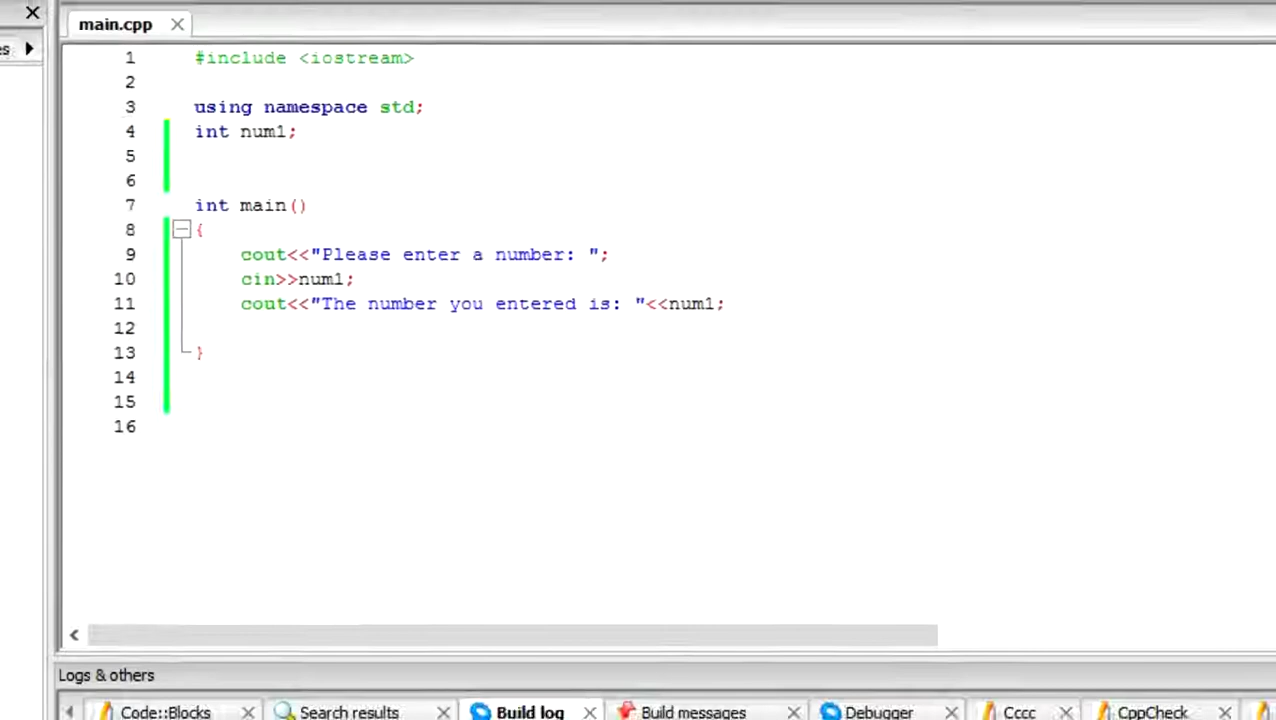 main.cpp
es
1 #include <iostream>
2
3 using namespace std;
4 int num1;
5
6
7 int main()
8 {
9 cout<<"Please enter a number: ";
10 cin>>num1;
11 cout<<"The number you entered is: "<<num1;
12
13 }
14
15
16
Logs & others
Code::Blocks Search results Build log Build messages Debugger Cccc CppCheck